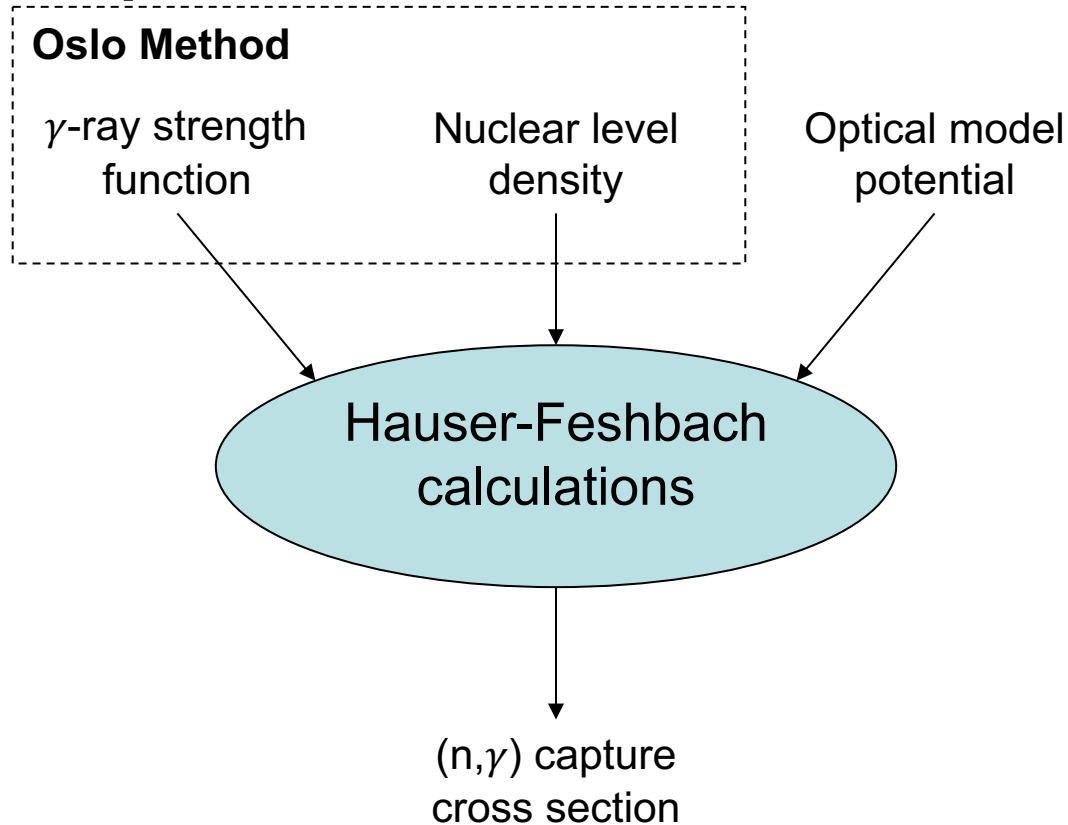 Oslo Method
γ-ray strength
function
Nuclear level
density
Optical model
potential
Hauser-Feshbach
calculations
(n,γ) capture
cross section